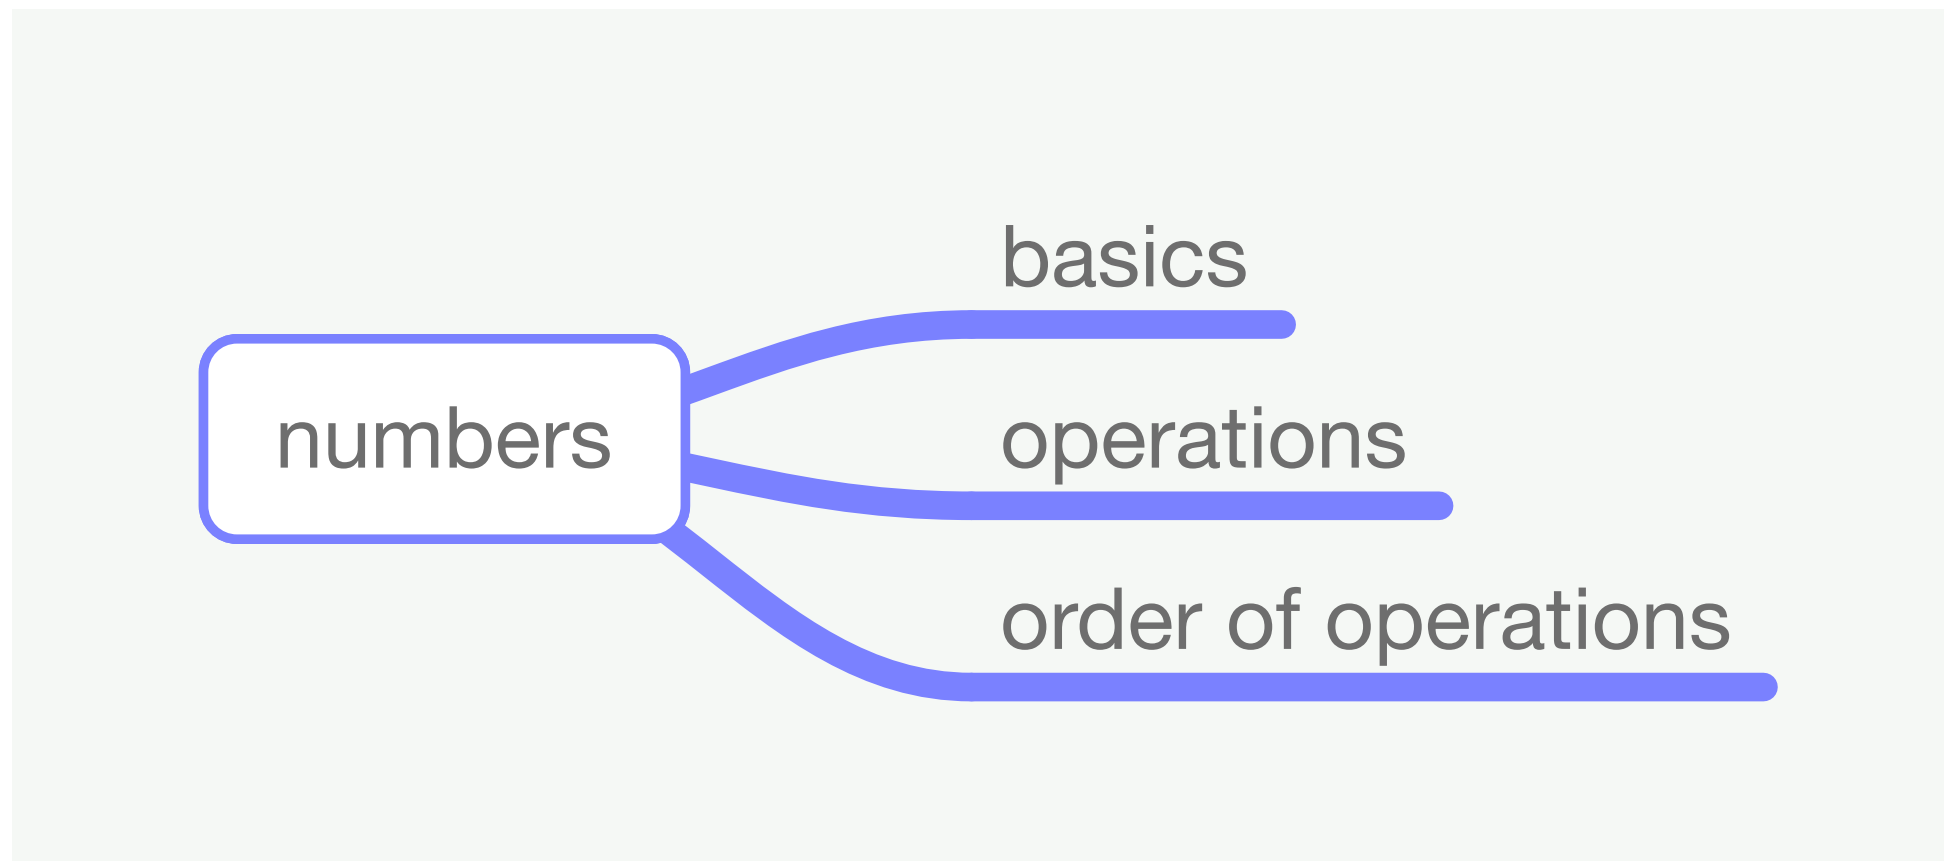 numbers
basics
operations
order of operations